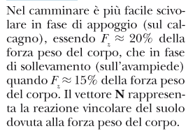 Nel camminare è più facile scivo-
lare in fase di appoggio (sul cal-
cagno), essendo F_z ≈ 20% della
forza peso del corpo, che in fase
di sollevamento (sull'avampiede)
quando F_z ≈ 15% della forza peso
del corpo. Il vettore N rappresen-
ta la reazione vincolare del suolo
dovuta alla forza peso del corpo.